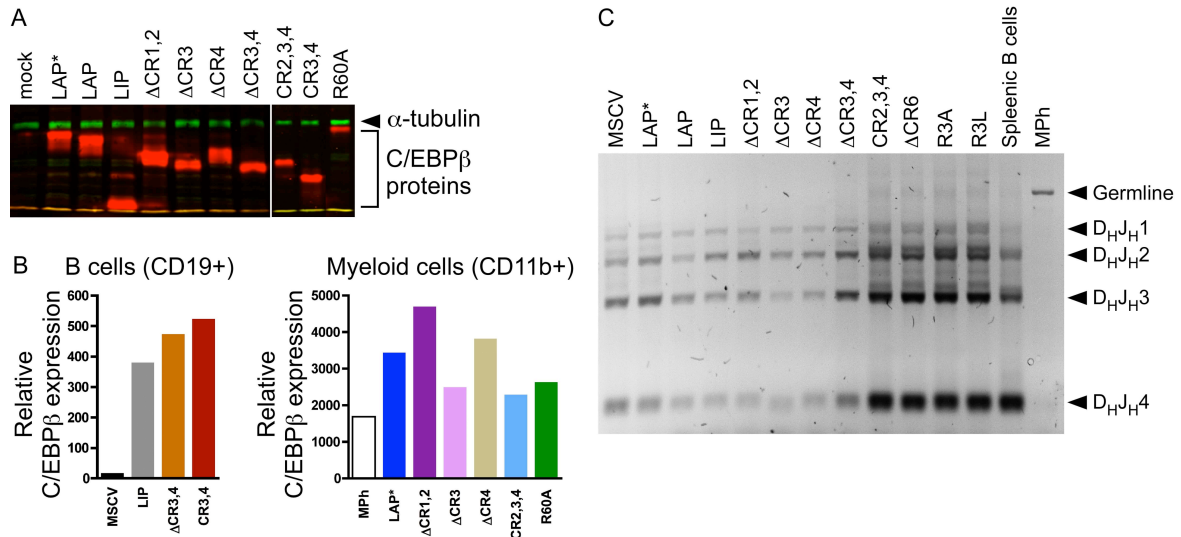 A
mock
LAP*
LAP
LIP
ΔCR1,2
ΔCR3
ΔCR4
ΔCR3,4
CR2,3,4
CR3,4
R60A
α-tubulin
C/EBPβ
proteins
B
B cells (CD19+)
Relative
C/EBPβ expression
600
500
400
300
200
100
0
MSCV
LIP
ΔCR3,4
CR3,4
Myeloid cells (CD11b+)
Relative
C/EBPβ expression
5000
4000
3000
2000
1000
0
MPh
LAP*
ΔCR1,2
ΔCR3
ΔCR4
CR2,3,4
R60A
C
MSCV
LAP*
LAP
LIP
ΔCR1,2
ΔCR3
ΔCR4
ΔCR3,4
CR2,3,4
ΔCR6
R3A
R3L
Spleenic B cells
MPh
Germline
DHJH1
DHJH2
DHJH3
DHJH4